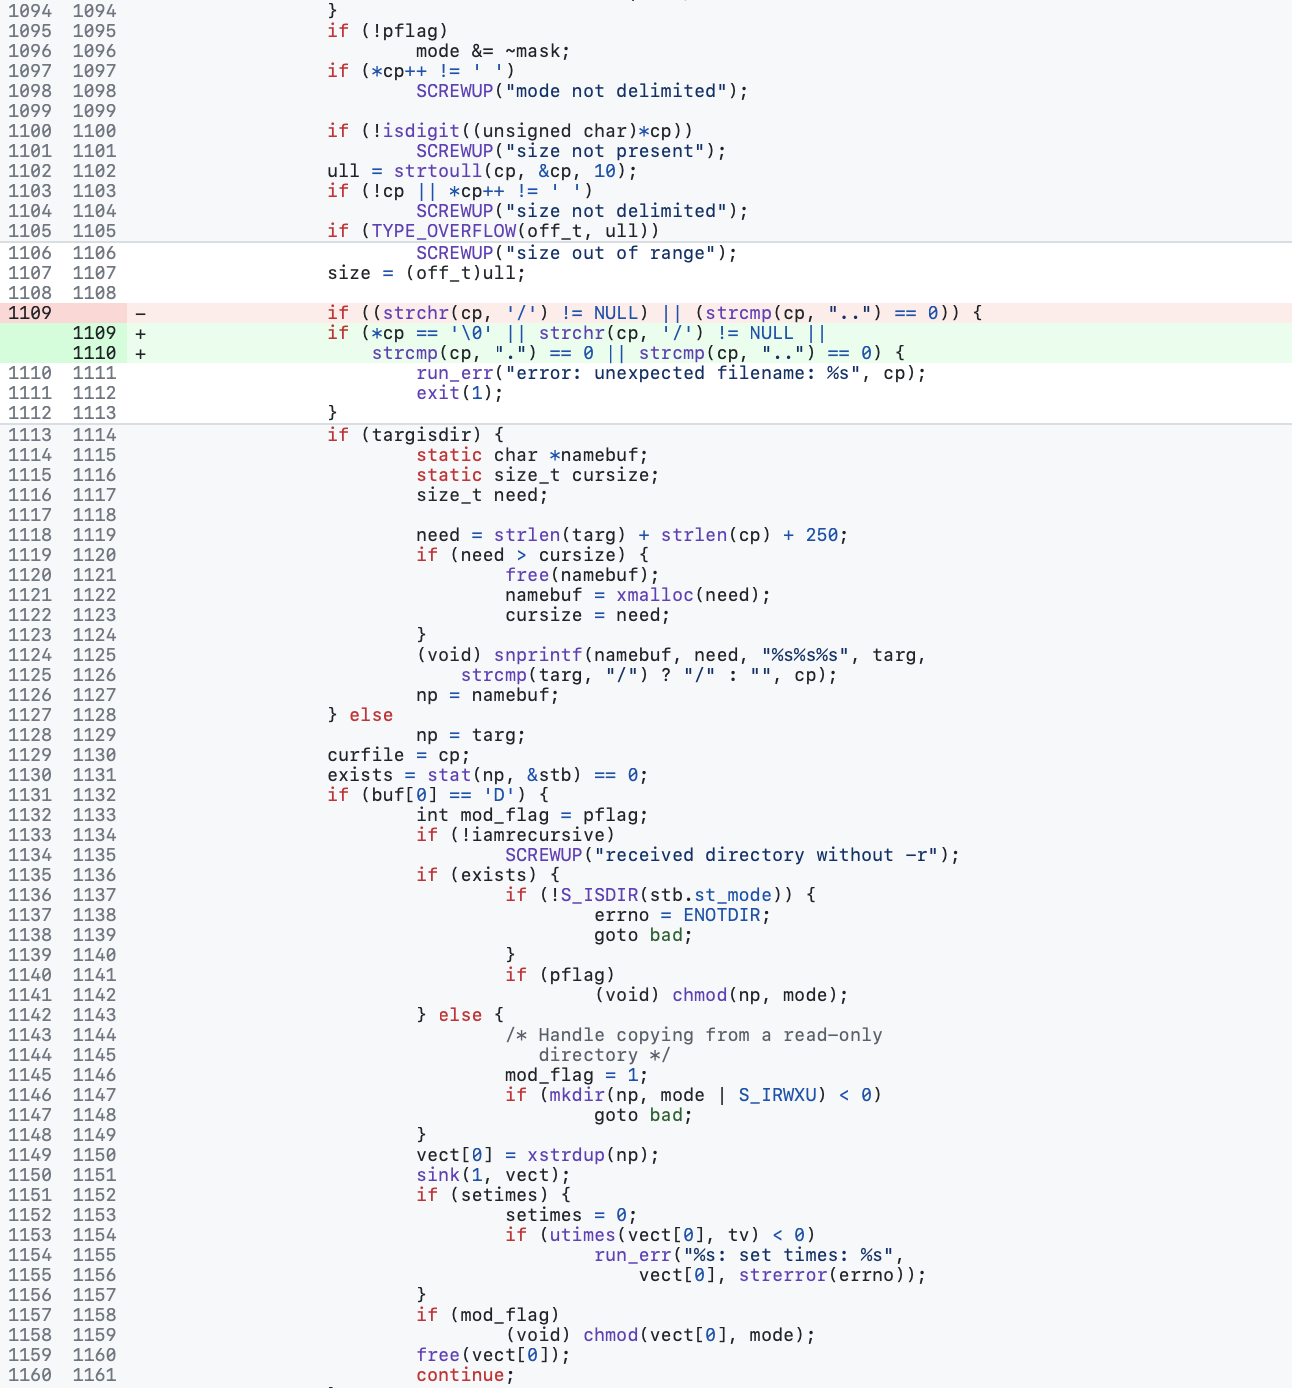 1094 1094 }
1095 1095 if (!pflag)
1096 1096 mode &= ~mask;
1097 1097 if (*cp++ != ' ')
1098 1098 SCREWUP("mode not delimited");
1099 1099
1100 1100 if (!isdigit((unsigned char)*cp))
1101 1101 SCREWUP("size not present");
1102 1102 ull = strtoull(cp, &cp, 10);
1103 1103 if (!cp || *cp++ != ' ')
1104 1104 SCREWUP("size not delimited");
1105 1105 if (TYPE_OVERFLOW(off_t, ull))
1106 1106 SCREWUP("size out of range");
1107 1107 size = (off_t)ull;
1108 1108
1109 - if ((strchr(cp, '/') != NULL) || (strcmp(cp, "..") == 0)) {
1109 + if (*cp == '\0' || strchr(cp, '/') != NULL ||
1110 + strcmp(cp, ".") == 0 || strcmp(cp, "..") == 0) {
1110 1111 run_err("error: unexpected filename: %s", cp);
1111 1112 exit(1);
1112 1113 }
1113 1114 if (targisdir) {
1114 1115 static char *namebuf;
1115 1116 static size_t cursize;
1116 1117 size_t need;
1117 1118
1118 1119 need = strlen(targ) + strlen(cp) + 250;
1119 1120 if (need > cursize) {
1120 1121 free(namebuf);
1121 1122 namebuf = xmalloc(need);
1122 1123 cursize = need;
1123 1124 }
1124 1125 (void) snprintf(namebuf, need, "%s%s%s", targ,
1125 1126 strcmp(targ, "/") ? "/" : "", cp);
1126 1127 np = namebuf;
1127 1128 } else
1128 1129 np = targ;
1129 1130 curfile = cp;
1130 1131 exists = stat(np, &stb) == 0;
1131 1132 if (buf[0] == 'D') {
1132 1133 int mod_flag = pflag;
1133 1134 if (!iamrecursive)
1134 1135 SCREWUP("received directory without -r");
1135 1136 if (exists) {
1136 1137 if (!S_ISDIR(stb.st_mode)) {
1137 1138 errno = ENOTDIR;
1138 1139 goto bad;
1139 1140 }
1140 1141 if (pflag)
1141 1142 (void) chmod(np, mode);
1142 1143 } else {
1143 1144 /* Handle copying from a read-only
1144 1145 directory */
1145 1146 mod_flag = 1;
1146 1147 if (mkdir(np, mode | S_IRWXU) < 0)
1147 1148 goto bad;
1148 1149 }
1149 1150 vect[0] = xstrdup(np);
1150 1151 sink(1, vect);
1151 1152 if (setimes) {
1152 1153 setimes = 0;
1153 1154 if (utimes(vect[0], tv) < 0)
1154 1155 run_err("%s: set times: %s",
1155 1156 vect[0], strerror(errno));
1156 1157 }
1157 1158 if (mod_flag)
1158 1159 (void) chmod(vect[0], mode);
1159 1160 free(vect[0]);
1160 1161 continue;